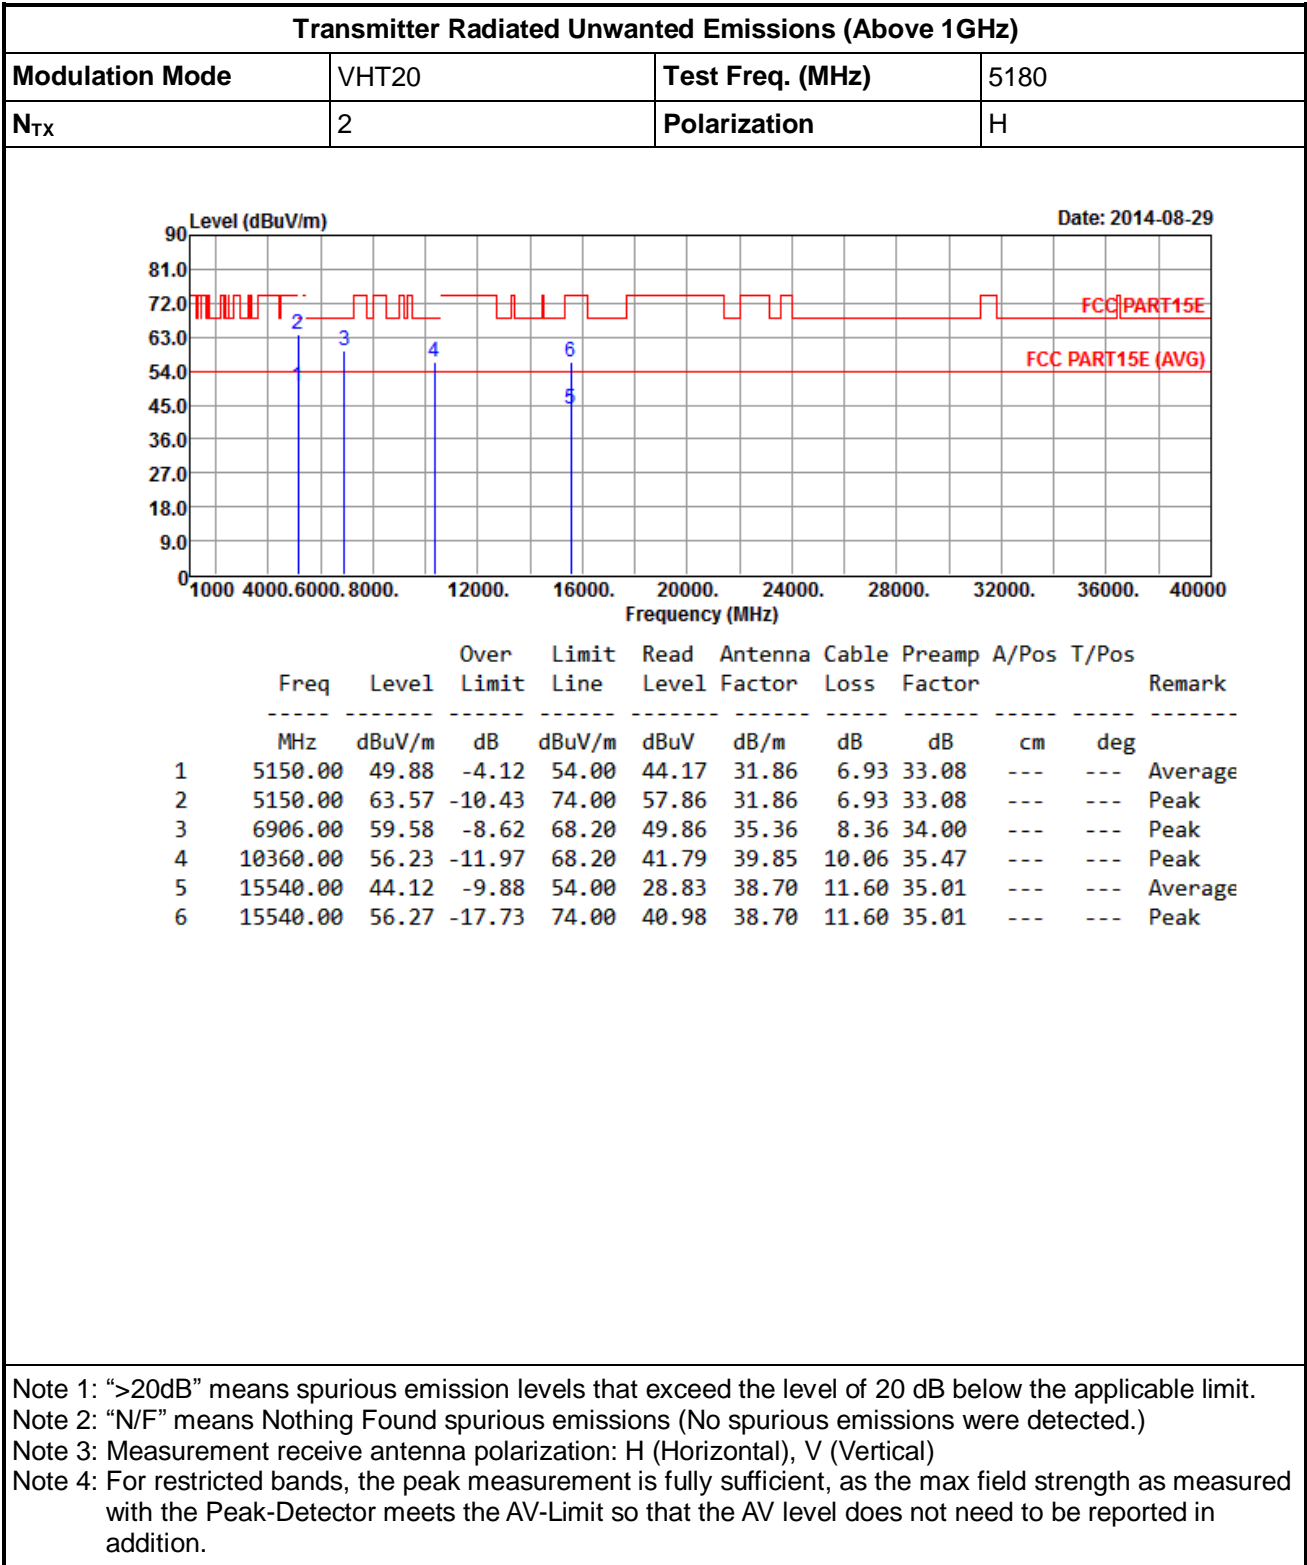 Transmitter Radiated Unwanted Emissions (Above 1GHz)
Modulation Mode VHT20 Test Freq. (MHz) 5180
NTX 2 Polarization H
Level (dBuV/m) Date: 2014-08-29
90
81.0
72.0 FCC PART15E
2
63.0 3 4 6
FCC PART15E (AVG)
54.0 1
45.0 5
36.0
27.0
18.0
9.0
0
1000 4000. 6000. 8000. 12000. 16000. 20000. 24000. 28000. 32000. 36000. 40000
Frequency (MHz)
Over Limit Read Antenna Cable Preamp A/Pos T/Pos
Freq Level Limit Line Level Factor Loss Factor Remark
----- ------- ------ ------ ------- ------ ----- ------ ----- ----- -------
MHz dBuV/m dB dBuV/m dBuV dB/m dB dB cm deg
1 5150.00 49.88 -4.12 54.00 44.17 31.86 6.93 33.08 --- --- Average
2 5150.00 63.57 -10.43 74.00 57.86 31.86 6.93 33.08 --- --- Peak
3 6906.00 59.58 -8.62 68.20 49.86 35.36 8.36 34.00 --- --- Peak
4 10360.00 56.23 -11.97 68.20 41.79 39.85 10.06 35.47 --- --- Peak
5 15540.00 44.12 -9.88 54.00 28.83 38.70 11.60 35.01 --- --- Average
6 15540.00 56.27 -17.73 74.00 40.98 38.70 11.60 35.01 --- --- Peak
Note 1: “>20dB” means spurious emission levels that exceed the level of 20 dB below the applicable limit.
Note 2: “N/F” means Nothing Found spurious emissions (No spurious emissions were detected.)
Note 3: Measurement receive antenna polarization: H (Horizontal), V (Vertical)
Note 4: For restricted bands, the peak measurement is fully sufficient, as the max field strength as measured
with the Peak-Detector meets the AV-Limit so that the AV level does not need to be reported in
addition.